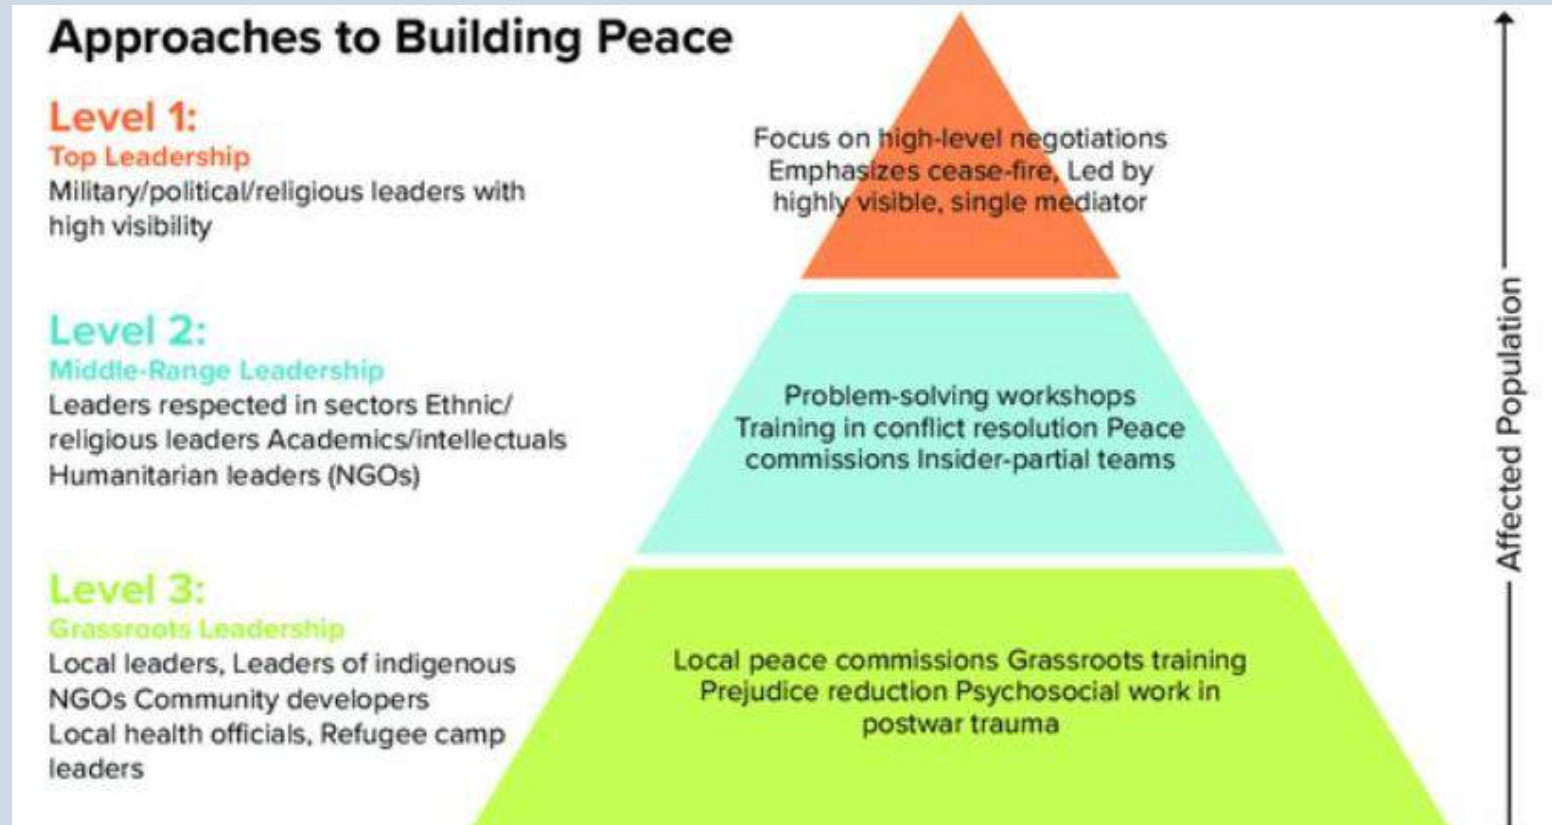 Approaches to Building Peace
Level 1:
Top Leadership
Military/political/religious leaders with
high visibility
Focus on high-level negotiations
Emphasizes cease-fire, Led by
highly visible, single mediator
Level 2:
Middle-Range Leadership
Leaders respected in sectors Ethnic/
religious leaders Academics/intellectuals
Humanitarian leaders (NGOs)
Problem-solving workshops
Training in conflict resolution Peace
commissions Insider-partial teams
Level 3:
Grassroots Leadership
Local leaders, Leaders of indigenous
NGOs Community developers
Local health officials, Refugee camp
leaders
Local peace commissions Grassroots training
Prejudice reduction Psychosocial work in
postwar trauma
Affected Population